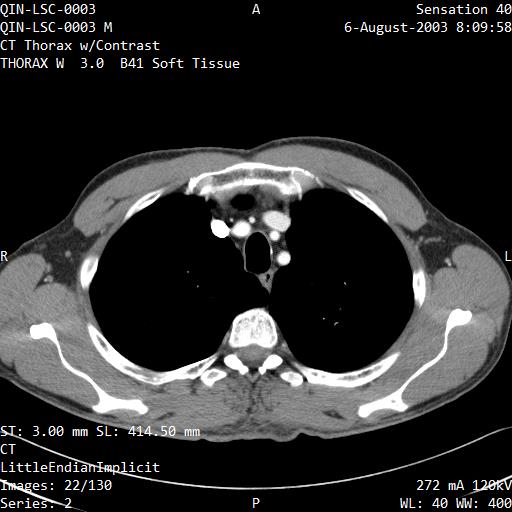 QIN-LSC-0003
A
Sensation 40
QIN-LSC-0003 M
6-August-2003 8:09:58
CT Thorax w/Contrast
THORAX W  3.0  B41 Soft Tissue
R
L
ST: 3.00 mm SL: 414.50 mm
CT
LittleEndianImplicit
Images: 22/130
272 mA 120kV
Series: 2
P
WL: 40 WW: 400